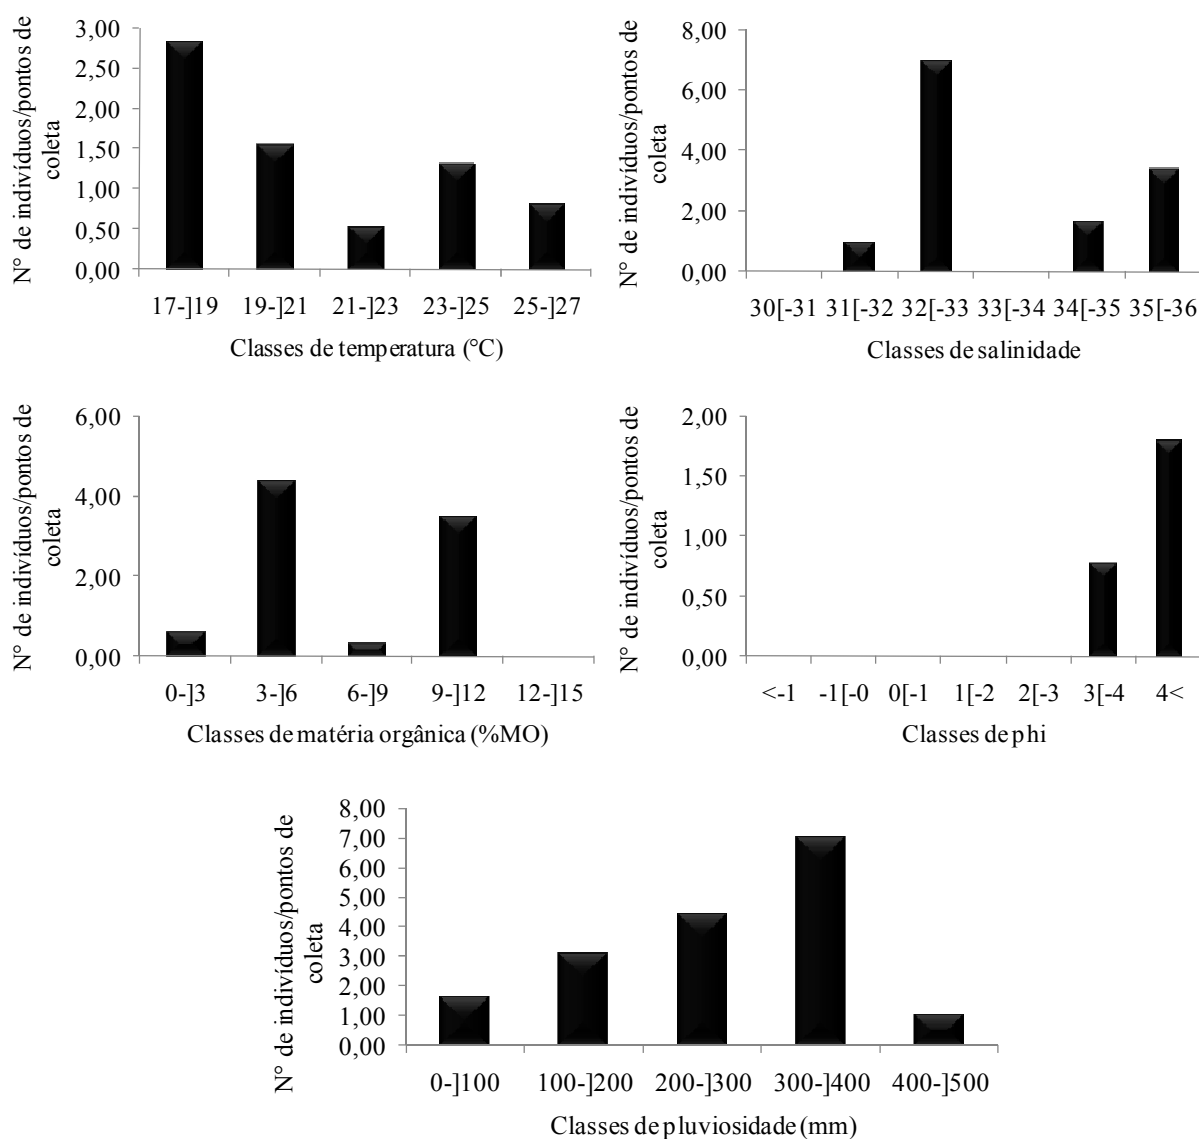 N° de indivíduos/pontos de
coleta
3,00
2,50
2,00
1,50
1,00
0,50
0,00
17-]19 19-]21 21-]23 23-]25 25-]27
Classes de temperatura (°C)
N° de indivíduos/pontos de
coleta
8,00
6,00
4,00
2,00
0,00
30[-31 31[-32 32[-33 33[-34 34[-35 35[-36
Classes de salinidade
N° de indivíduos/pontos de
coleta
6,00
4,00
2,00
0,00
0-]3 3-]6 6-]9 9-]12 12-]15
Classes de matéria orgânica (%MO)
N° de indivíduos/pontos de
coleta
2,00
1,50
1,00
0,50
0,00
<-1 -1[-0 0[-1 1[-2 2[-3 3[-4 4<
Classes de phi
N° de indivíduos/pontos de
coleta
8,00
7,00
6,00
5,00
4,00
3,00
2,00
1,00
0,00
0-]100 100-]200 200-]300 300-]400 400-]500
Classes de pluviosidade (mm)